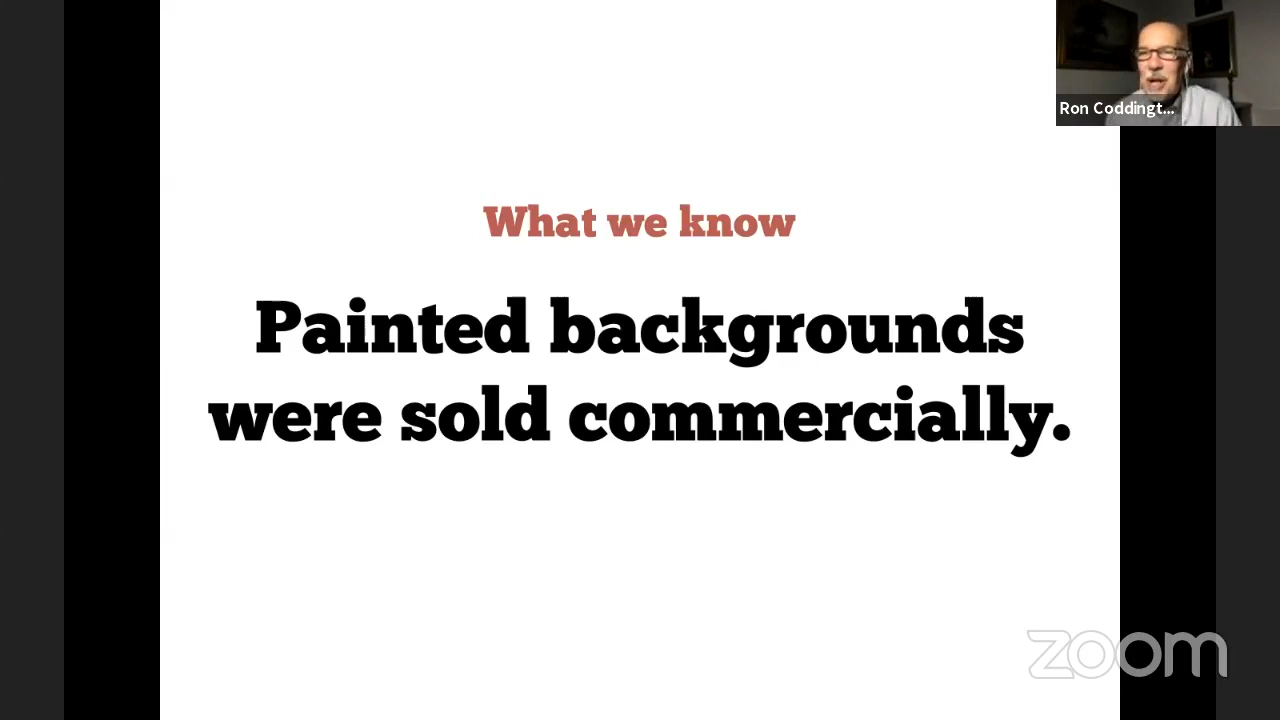 Ron Coddingt...
What we know
Painted backgrounds
were sold commercially.
zoom